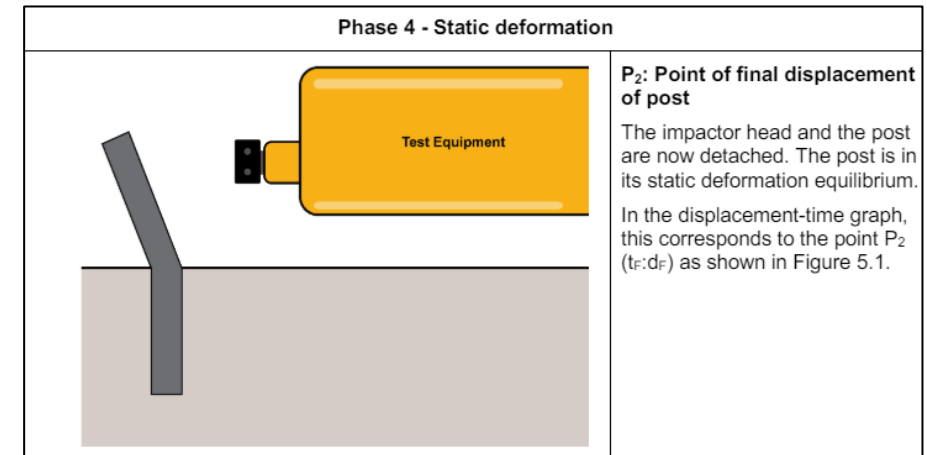 Phase 4 - Static deformation
Test Equipment
P₂: Point of final displacement
of post
The impactor head and the post
are now detached. The post is in
its static deformation equilibrium.
In the displacement-time graph,
this corresponds to the point P₂
(tF:dF) as shown in Figure 5.1.